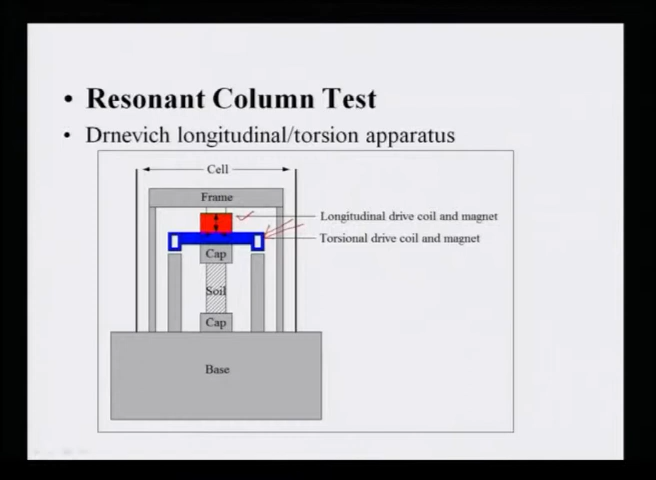 • Resonant Column Test
• Drnevich longitudinal/torsion apparatus
Cell
Frame
Longitudinal drive coil and magnet
Torsional drive coil and magnet
Cap
Soil
Cap
Base